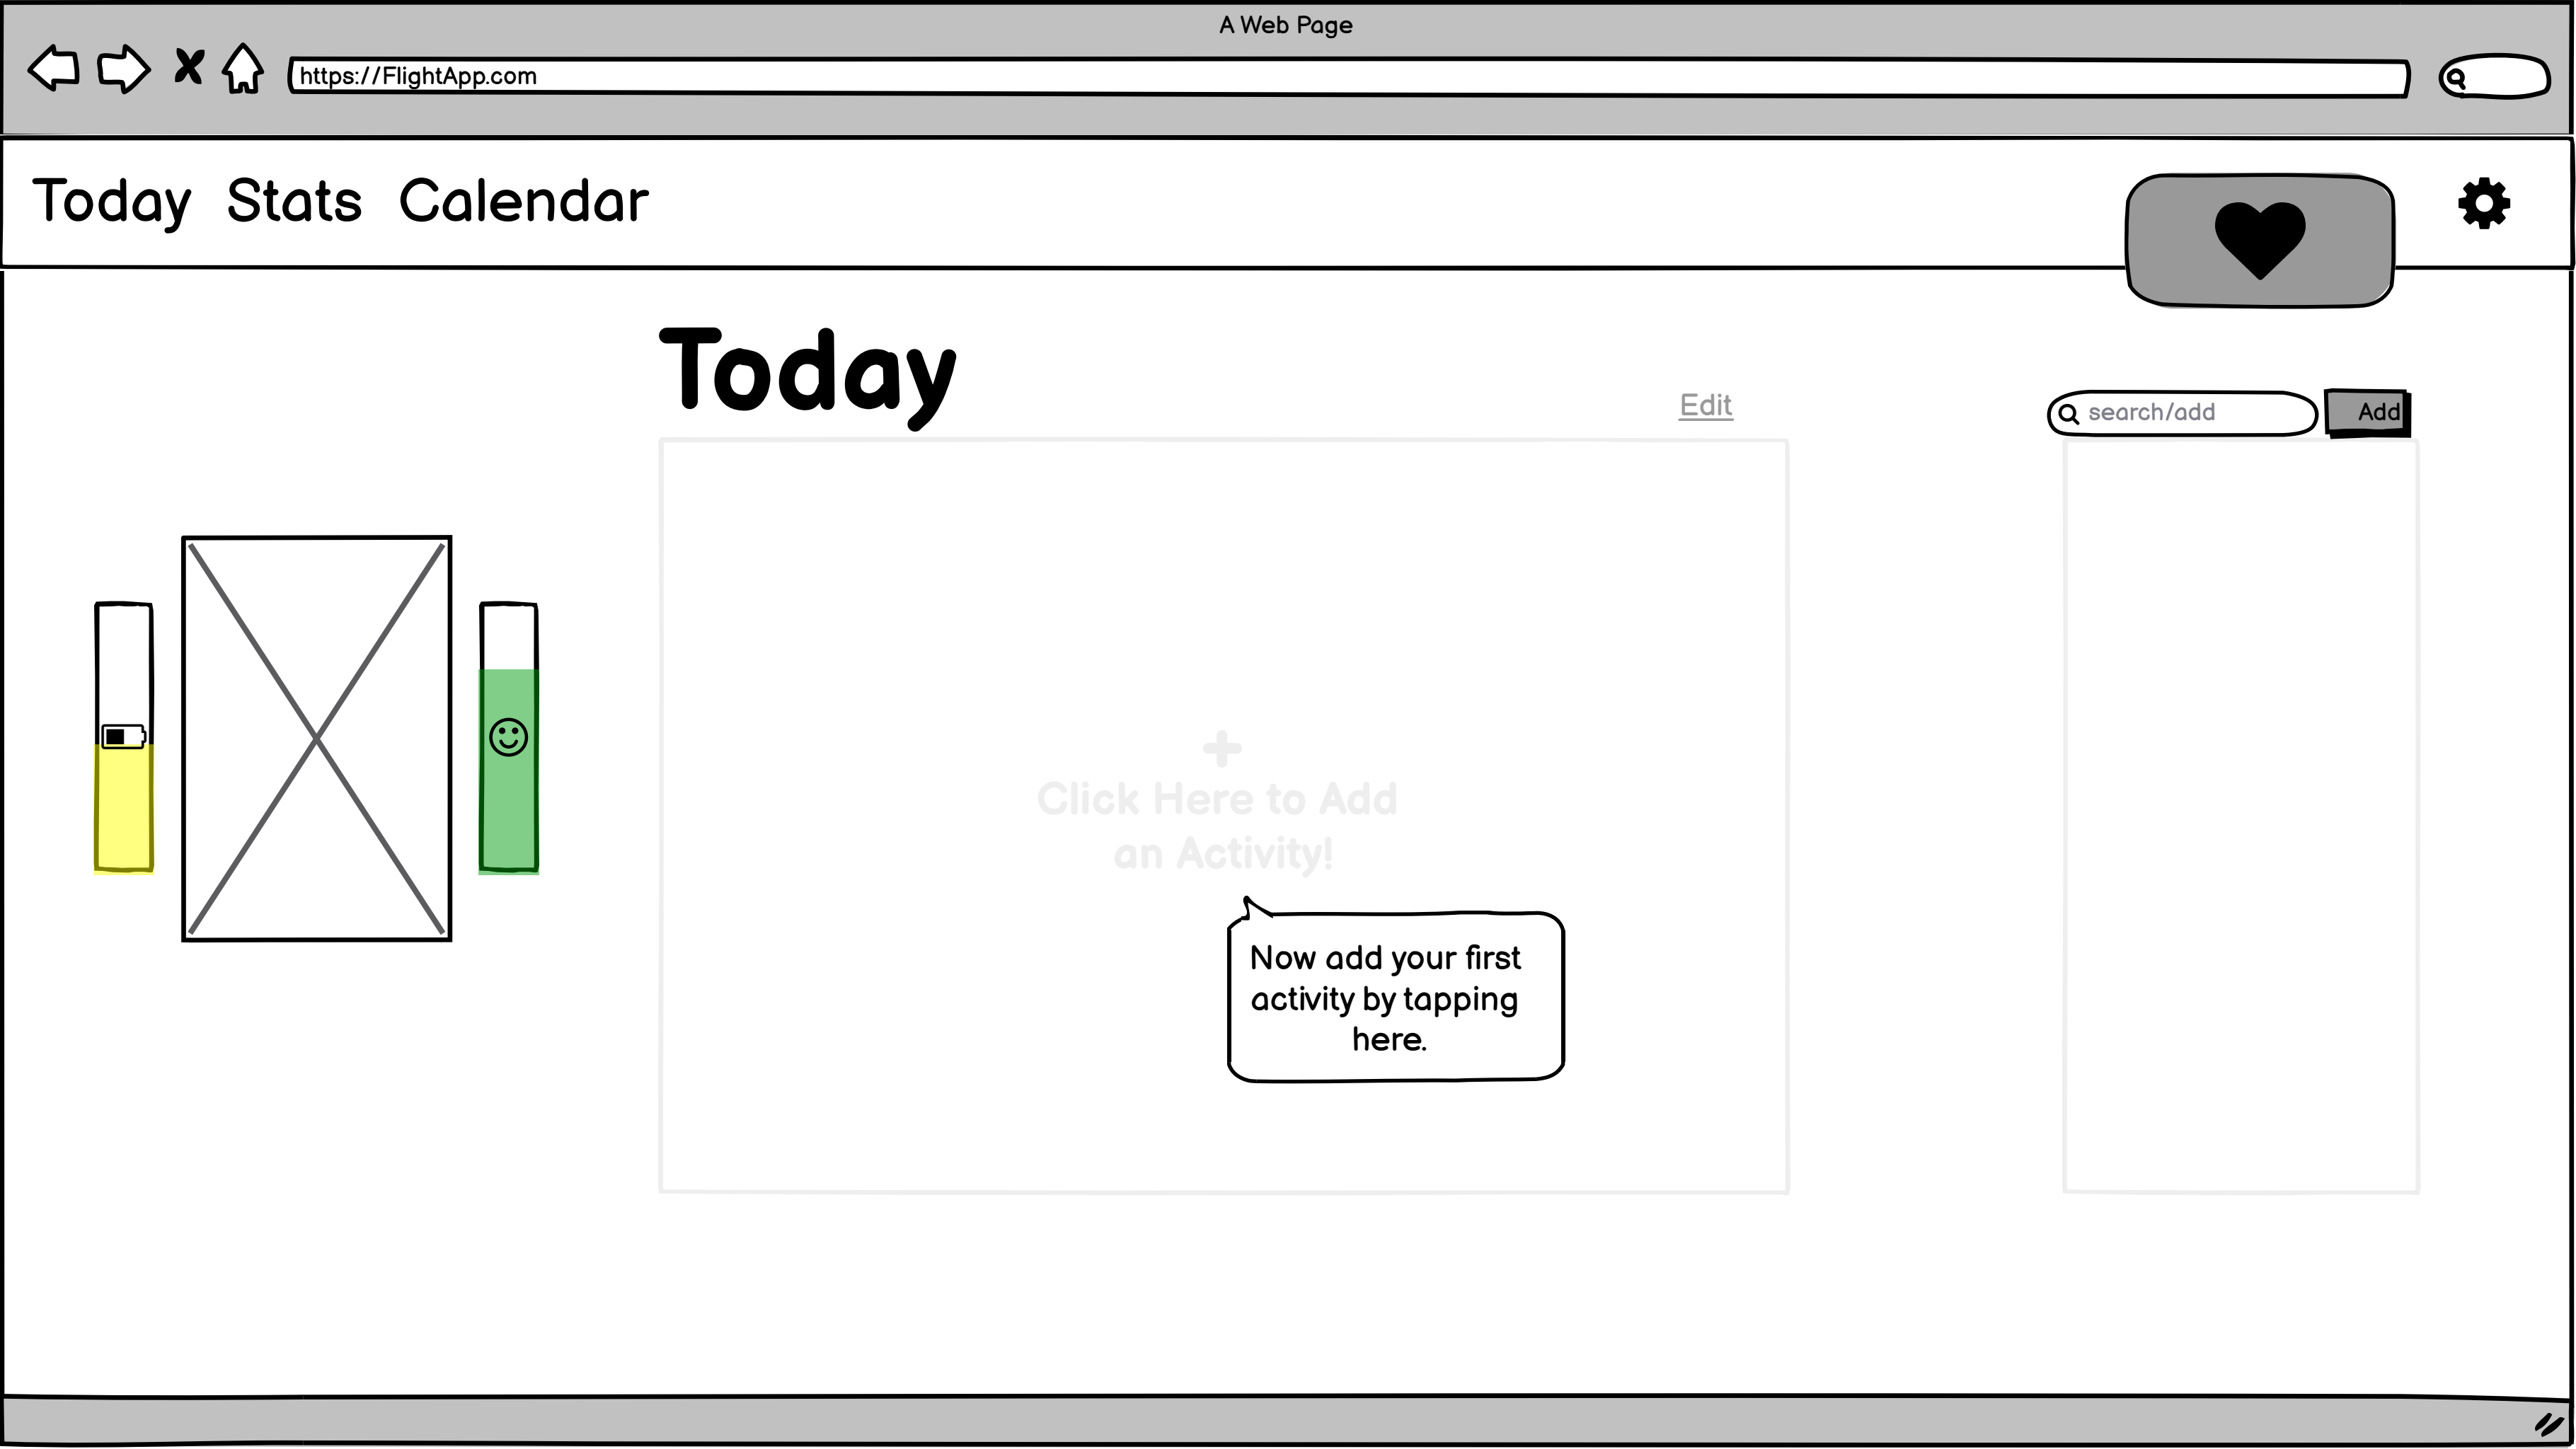 A Web Page
https://FlightApp.com
Today Stats Calendar
Today
Edit
search/add
Add
Click Here to Add
an Activity!
Now add your first
activity by tapping
here.